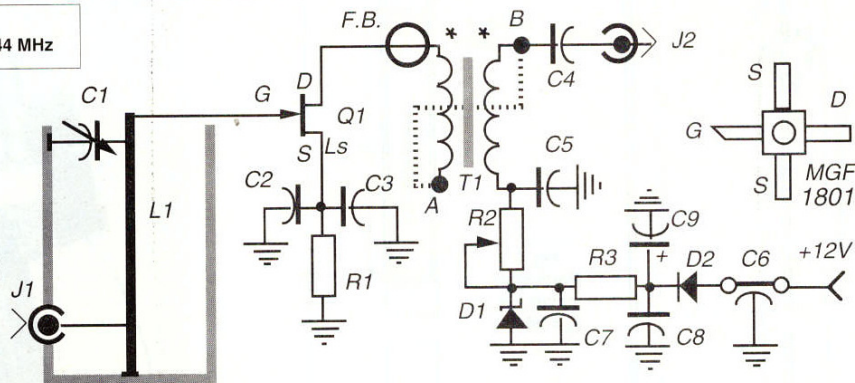 44 MHz
C1
L1
J1
G
D
S
Q1
Ls
C2
C3
R1
F.B.
*
*
A
B
T1
C4
J2
C5
R2
D1
C7
R3
C9
+
C8
D2
C6
+12V
S
D
G
S
MGF
1801